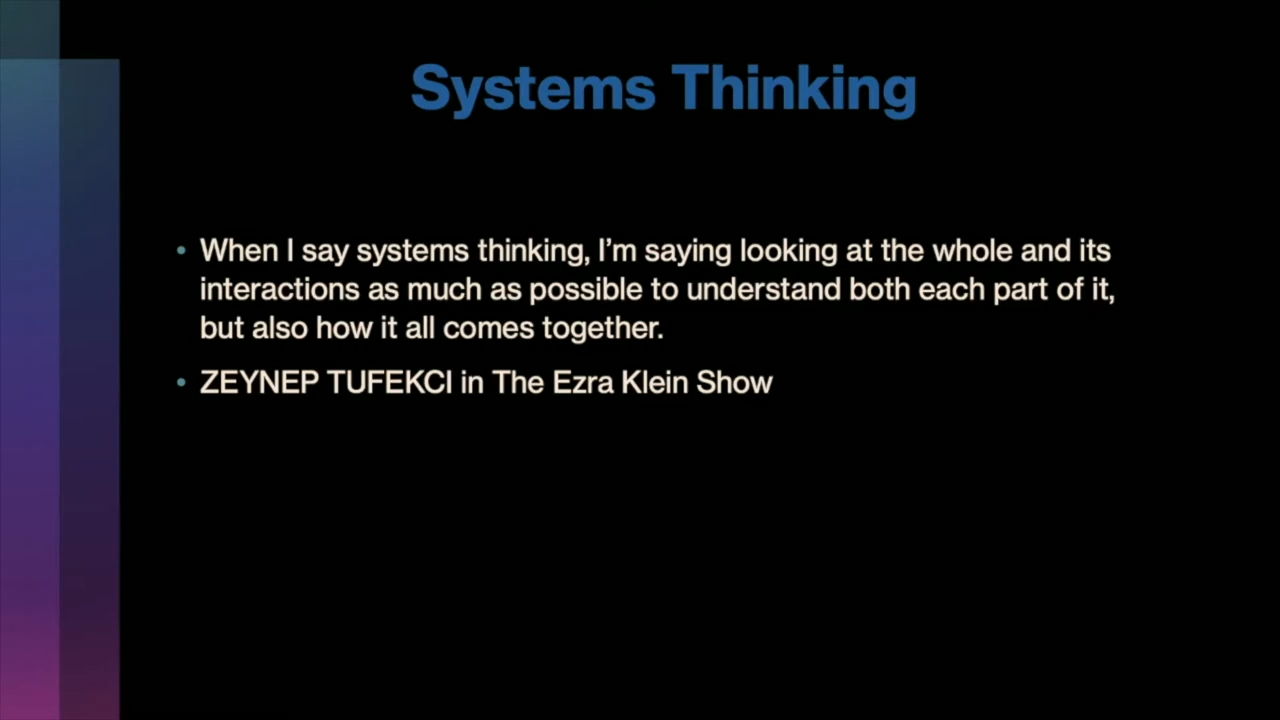 Systems Thinking
• When I say systems thinking, I’m saying looking at the whole and its
interactions as much as possible to understand both each part of it,
but also how it all comes together.
• ZEYNEP TUFEKCI in The Ezra Klein Show